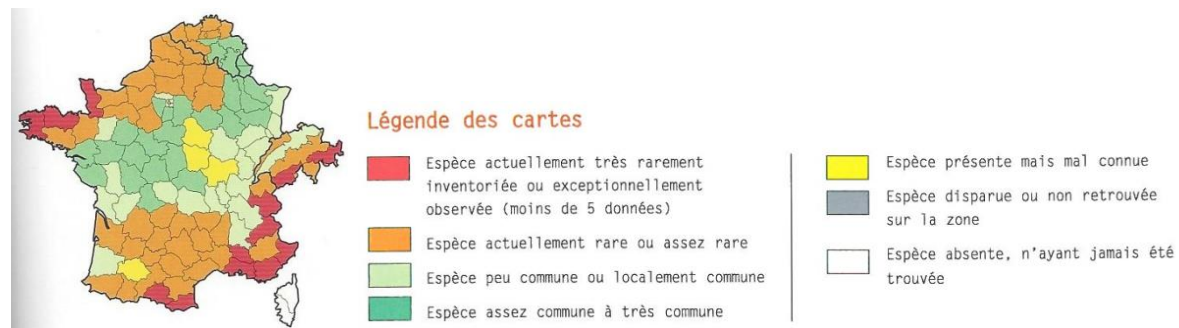 Légende des cartes
Espèce actuellement très rarement
inventoriée ou exceptionnellement
observée (moins de 5 données)
Espèce actuellement rare ou assez rare
Espèce peu commune ou localement commune
Espèce assez commune à très commune
Espèce présente mais mal connue
Espèce disparue ou non retrouvée
sur la zone
Espèce absente, n'ayant jamais été
trouvée